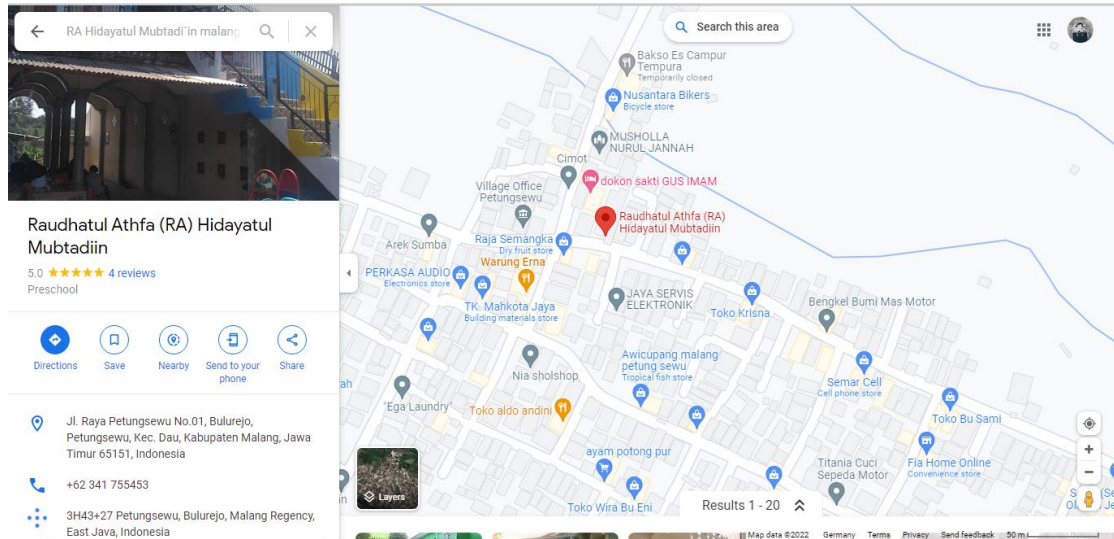 RA Hidayatul Mubtadi`in malang
Raudhatul Athfa (RA) Hidayatul
Mubtadiin
5.0 ★★★★★ 4 reviews
Preschool
Directions
Save
Nearby
Send to your
phone
Share
Jl. Raya Petungsewu No.01, Bulurejo,
Petungsewu, Kec. Dau, Kabupaten Malang, Jawa
Timur 65151, Indonesia
+62 341 755453
3H43+27 Petungsewu, Bulurejo, Malang Regency,
East Java, Indonesia
Search this area
Bakso Es Campur
Tempura
Temporarily closed
Nusantara Bikers
Bicycle store
MUSHOLLA
NURUL JANNAH
Cimot
dokon sakti GUS IMAM
Village Office
Petungsewu
Raudhatul Athfa (RA)
Hidayatul Mubtadiin
Arek Sumba
Raja Semangka
Dry fruit store
Warung Erna
PERKASA AUDIO
Electronics store
TK. Mahkota Jaya
Building materials store
JAYA SERVIS
ELEKTRONIK
Toko Krisna
Bengkel Bumi Mas Motor
Nia sholshop
Awicupang malang
petung sewu
Tropical fish store
Semar Cell
Cell phone store
"Ega Laundry"
Toko aldo andini
Toko Bu Sami
ayam potong pur
Titania Cuci
Sepeda Motor
Fia Home Online
Convenience store
Toko Wira Bu Eni
Layers
Results 1 - 20
Map data ©2022 Germany Terms Privacy Send feedback 50 m